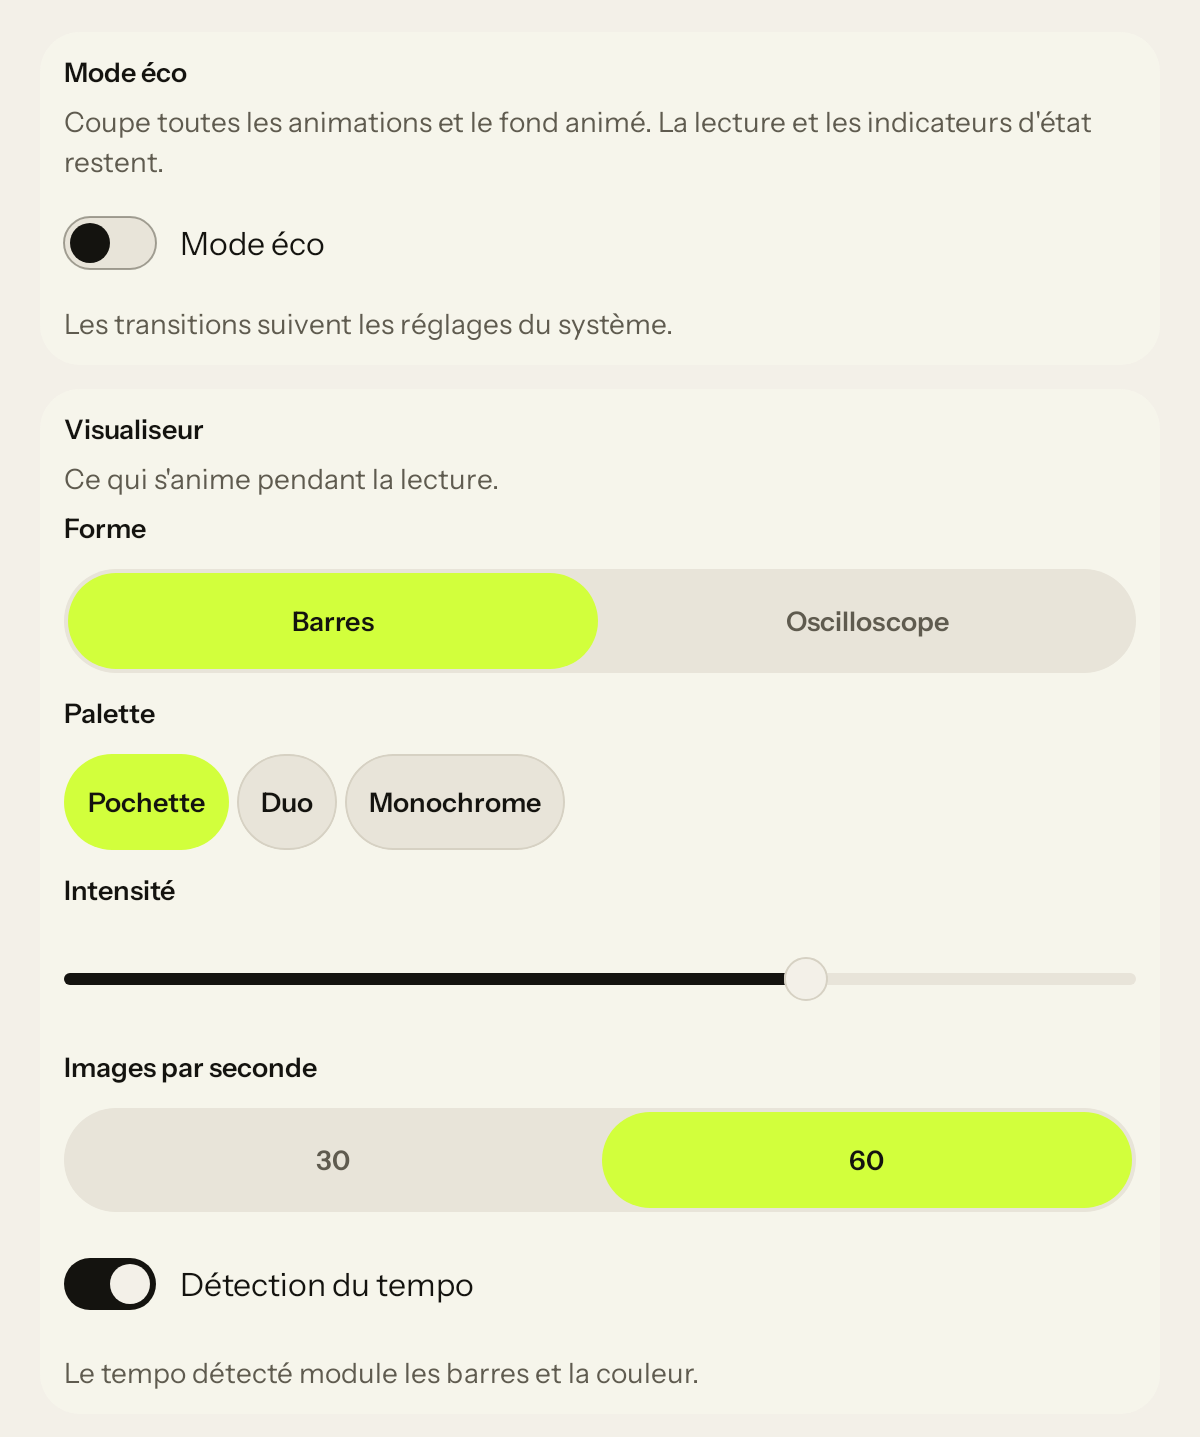 Mode éco
Coupe toutes les animations et le fond animé. La lecture et les indicateurs d'état
restent.
Mode éco
Les transitions suivent les réglages du système.
Visualiseur
Ce qui s'anime pendant la lecture.
Forme
Barres Oscilloscope
Palette
Pochette Duo Monochrome
Intensité
Images par seconde
30 60
Détection du tempo
Le tempo détecté module les barres et la couleur.